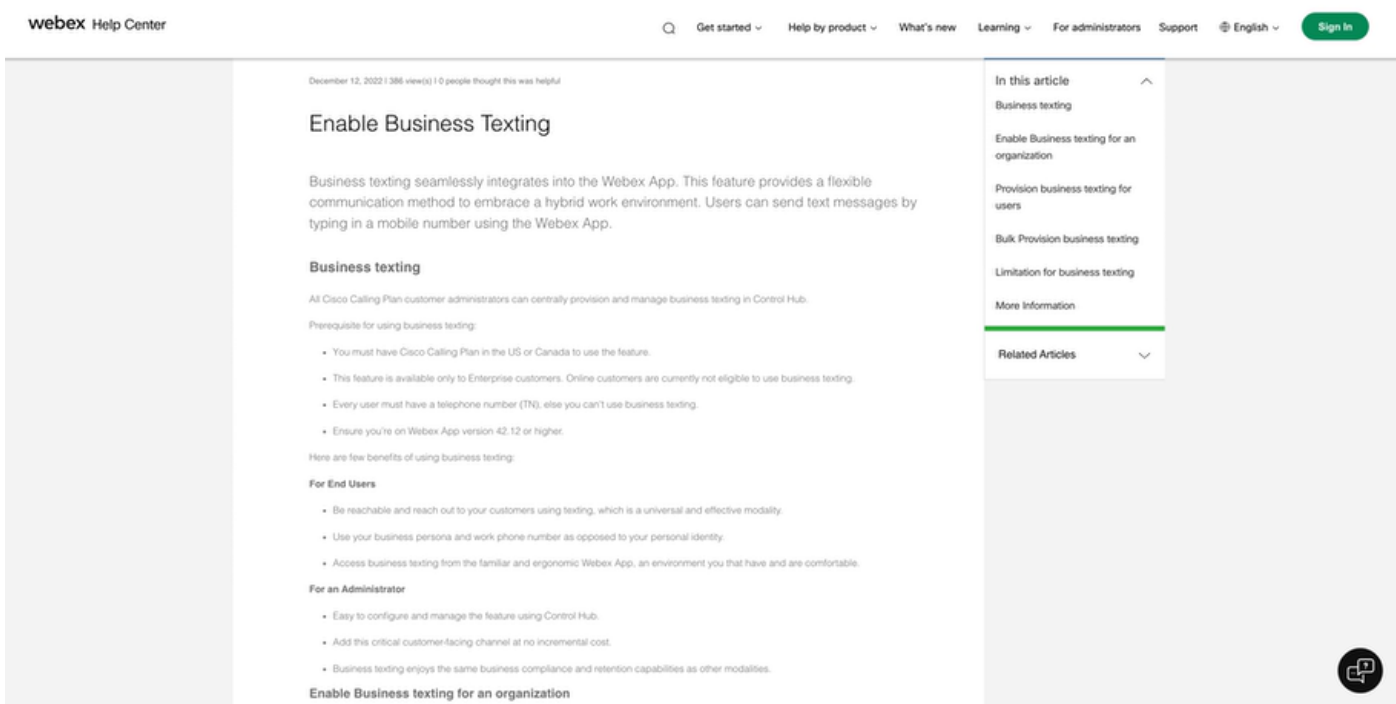 webex Help Center
Get started
Help by product
What's new
Learning
For administrators
Support
English
Sign In
December 12, 2022 | 386 view(s) | 0 people thought this was helpful
Enable Business Texting
Business texting seamlessly integrates into the Webex App. This feature provides a flexible
communication method to embrace a hybrid work environment. Users can send text messages by
typing in a mobile number using the Webex App.
Business texting
All Cisco Calling Plan customer administrators can centrally provision and manage business texting in Control Hub.
Prerequisite for using business texting:
• You must have Cisco Calling Plan in the US or Canada to use the feature.
• This feature is available only to Enterprise customers. Online customers are currently not eligible to use business texting.
• Every user must have a telephone number (TN), else you can't use business texting.
• Ensure you're on Webex App version 42.12 or higher.
Here are few benefits of using business texting:
For End Users
• Be reachable and reach out to your customers using texting, which is a universal and effective modality.
• Use your business persona and work phone number as opposed to your personal identity.
• Access business texting from the familiar and ergonomic Webex App, an environment you that have and are comfortable.
For an Administrator
• Easy to configure and manage the feature using Control Hub.
• Add this critical customer-facing channel at no incremental cost.
• Business texting enjoys the same business compliance and retention capabilities as other modalities.
Enable Business texting for an organization
In this article
Business texting
Enable Business texting for an
organization
Provision business texting for
users
Bulk Provision business texting
Limitation for business texting
More Information
Related Articles